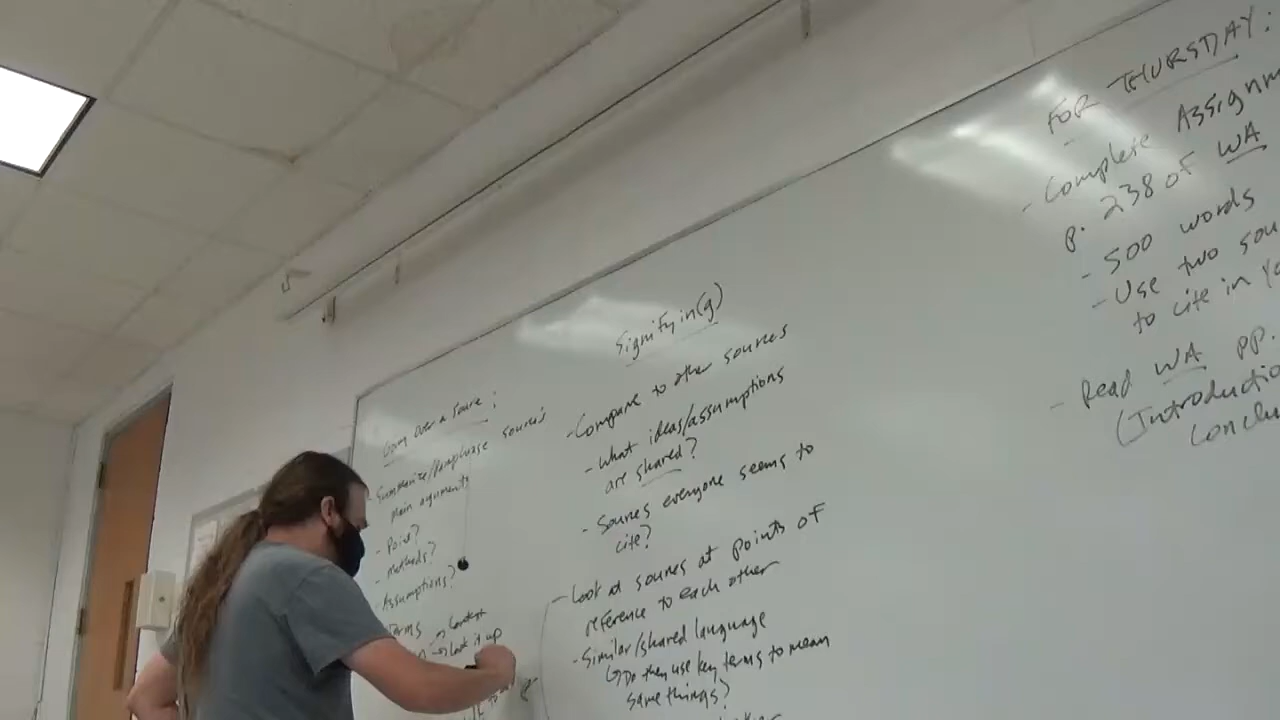 Going over a source:
Summarize/Paraphrase source's
main arguments
- Point?
- Methods?
- Assumptions?
Terms
→ context
→ look it up
Signifyin(g)
- Compare to other sources
- What ideas/assumptions
are shared?
- Sources everyone seems to
cite?
- Look at sources at points of
reference to each other
- Similar/shared language
↳ Do they use key terms to mean
same things?
FOR THURSDAY:
- Complete Assignm
p. 238 of WA
- 500 words
- Use two sou
to cite in Yo
- Read WA pp.
(Introductio
Conclu